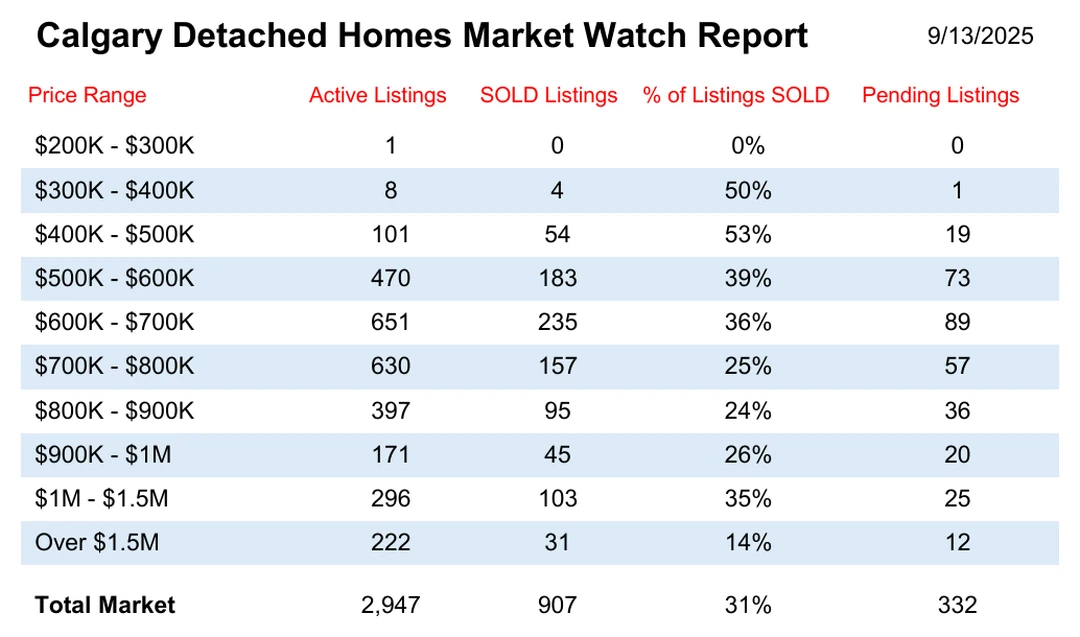 Calgary Detached Homes Market Watch Report 9/13/2025
Price Range Active Listings SOLD Listings % of Listings SOLD Pending Listings
$200K - $300K 1 0 0% 0
$300K - $400K 8 4 50% 1
$400K - $500K 101 54 53% 19
$500K - $600K 470 183 39% 73
$600K - $700K 651 235 36% 89
$700K - $800K 630 157 25% 57
$800K - $900K 397 95 24% 36
$900K - $1M 171 45 26% 20
$1M - $1.5M 296 103 35% 25
Over $1.5M 222 31 14% 12
Total Market 2,947 907 31% 332